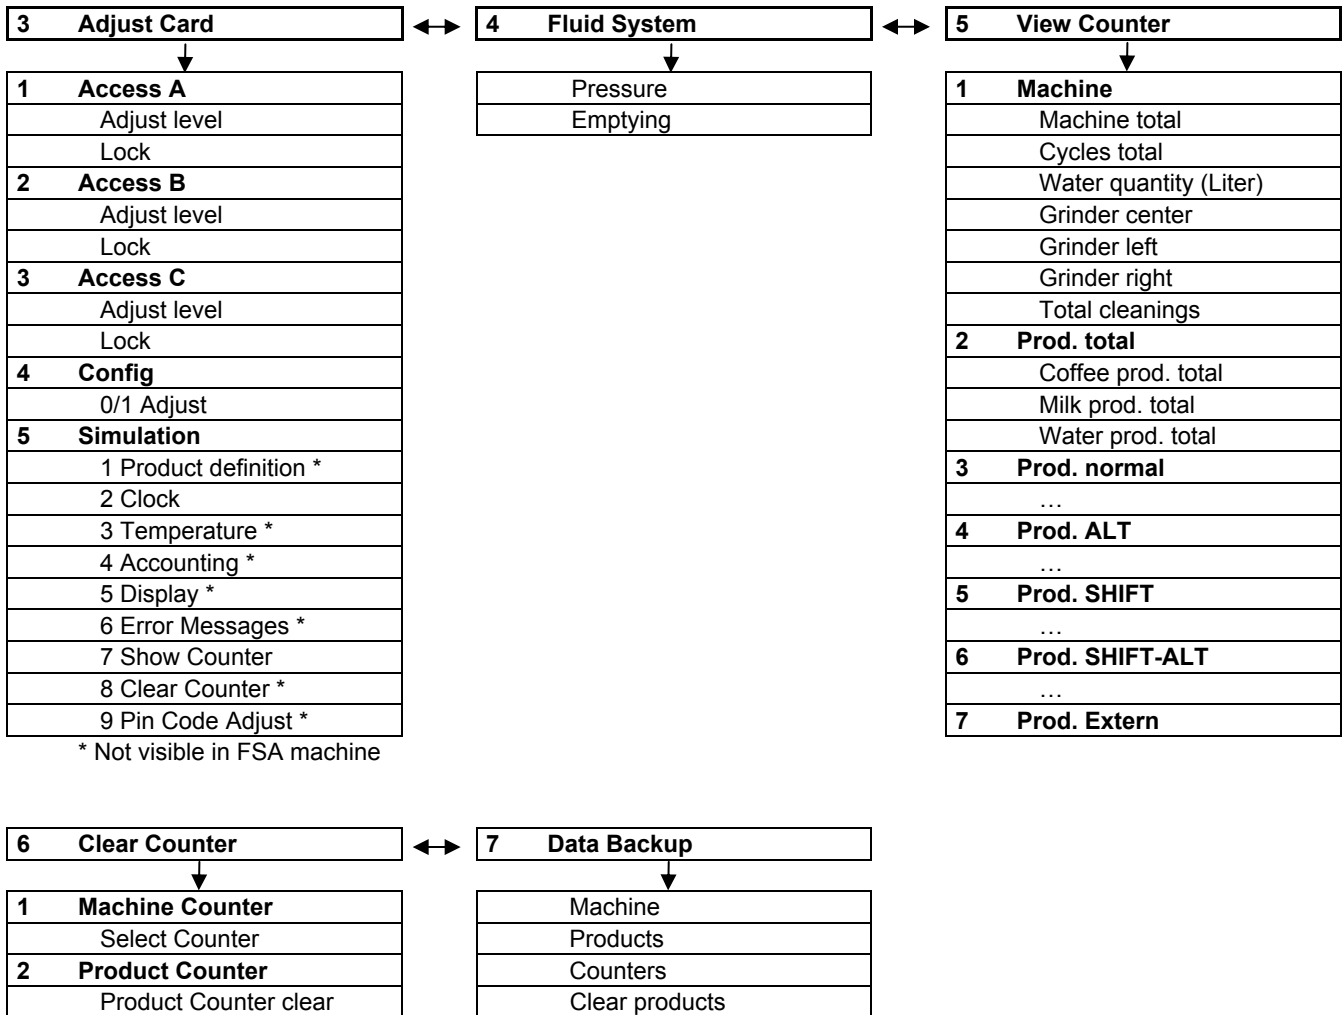 3 Adjust Card
1 Access A
Adjust level
Lock
2 Access B
Adjust level
Lock
3 Access C
Adjust level
Lock
4 Config
0/1 Adjust
5 Simulation
1 Product definition *
2 Clock
3 Temperature *
4 Accounting *
5 Display *
6 Error Messages *
7 Show Counter
8 Clear Counter *
9 Pin Code Adjust *
* Not visible in FSA machine
4 Fluid System
Pressure
Emptying
5 View Counter
1 Machine
Machine total
Cycles total
Water quantity (Liter)
Grinder center
Grinder left
Grinder right
Total cleanings
2 Prod. total
Coffee prod. total
Milk prod. total
Water prod. total
3 Prod. normal
…
4 Prod. ALT
…
5 Prod. SHIFT
…
6 Prod. SHIFT-ALT
…
7 Prod. Extern
6 Clear Counter
1 Machine Counter
Select Counter
2 Product Counter
Product Counter clear
7 Data Backup
Machine
Products
Counters
Clear products